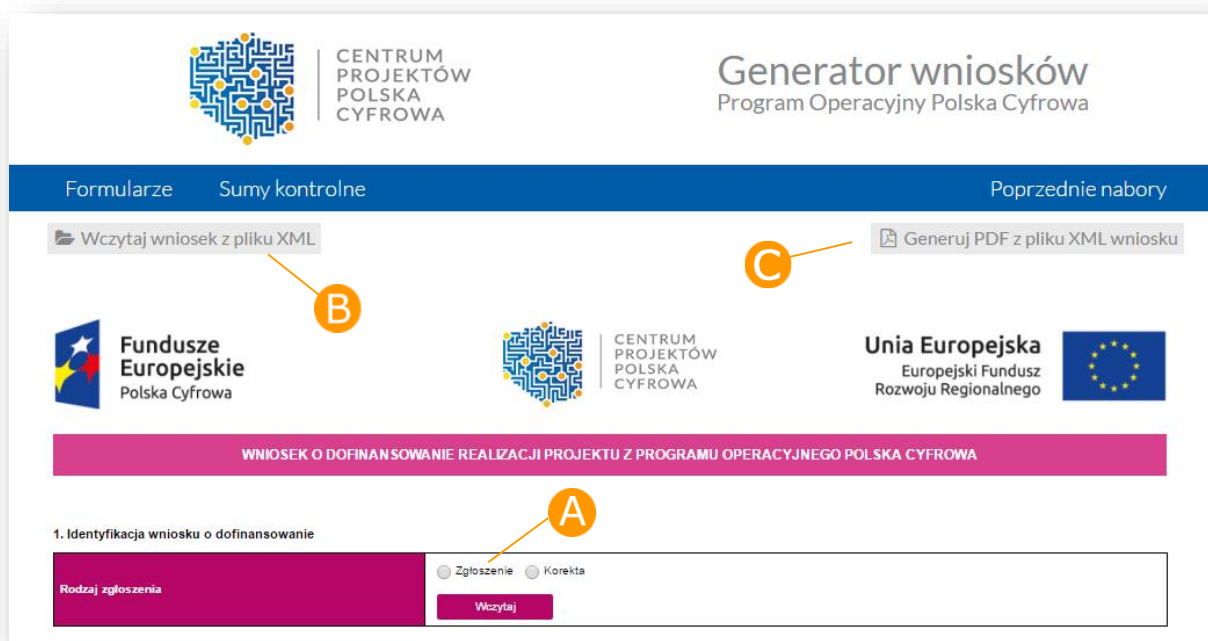 CENTRUM
PROJEKTÓW
POLSKA
CYFROWA
Generator wniosków
Program Operacyjny Polska Cyfrowa
Formularze
Sumy kontrolne
Poprzednie nabory
Wczytaj wniosek z pliku XML
Generuj PDF z pliku XML wniosku
C
B
Fundusze
Europejskie
Polska Cyfrowa
CENTRUM
PROJEKTÓW
POLSKA
CYFROWA
Unia Europejska
Europejski Fundusz
Rozwoju Regionalnego
WNIOSEK O DOFINANSOWANIE REALIZACJI PROJEKTU Z PROGRAMU OPERACYJNEGO POLSKA CYFROWA
A
1. Identyfikacja wniosku o dofinansowanie
Rodzaj zgłoszenia
Zgłoszenie
Korekta
Wczytaj